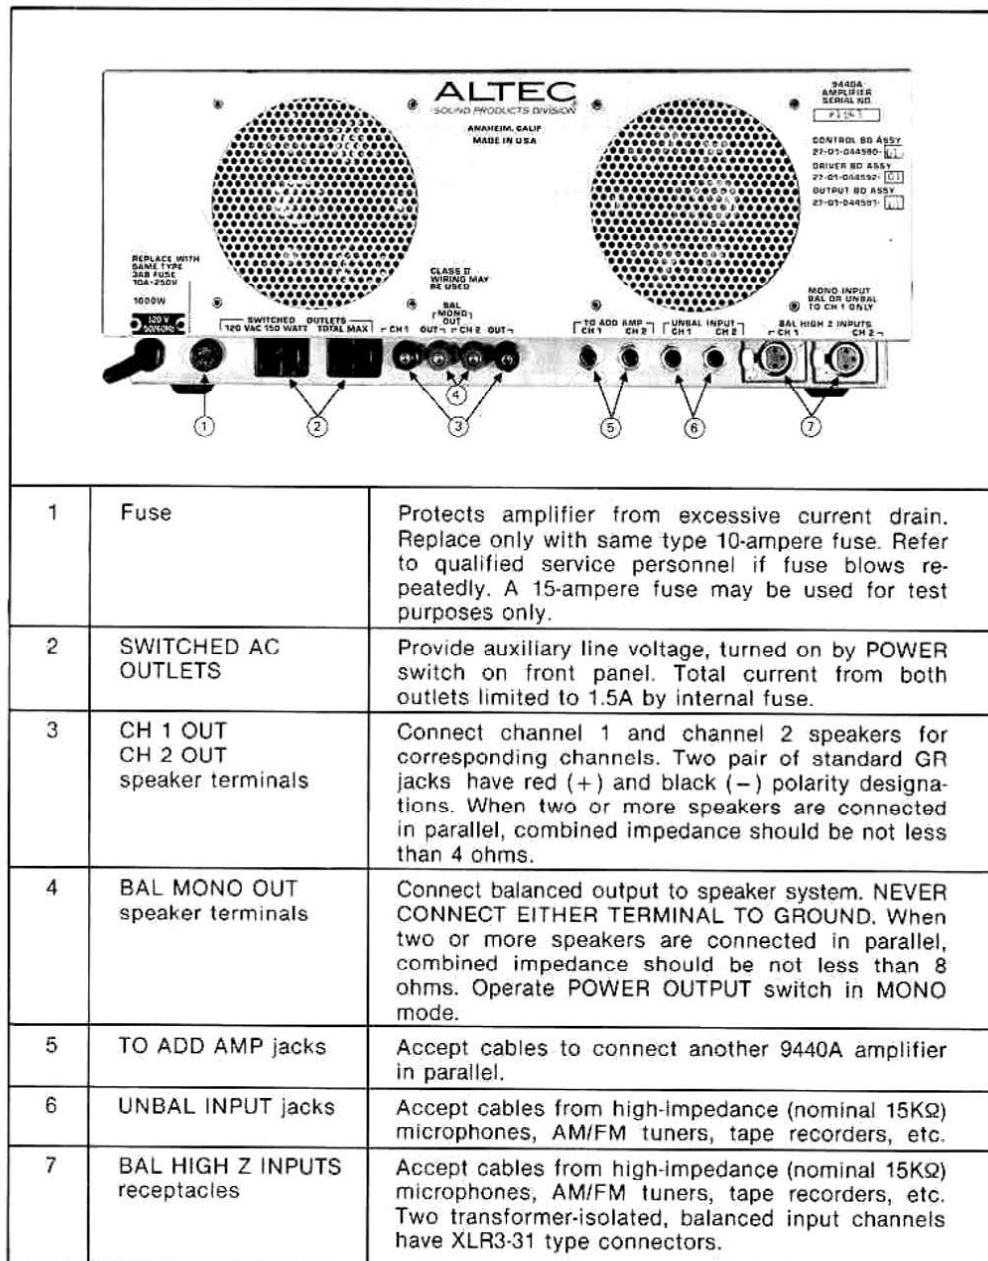 ALTEC
SOUND PRODUCTS DIVISION
ANAHEIM, CALIF
MADE IN USA
9440A
AMPLIFIER
SERIAL NO.
CONTROL BD ASSY
27-01-044590-
DRIVER BD ASSY
27-01-044592- 01
OUTPUT BD ASSY
27-01-044591-
REPLACE WITH
SAME TYPE
3AB FUSE
10A-250V
1000W
120 V
50/60Hz
CLASS II
WIRING MAY
BE USED
BAL
MONO
OUT
SWITCHED OUTLETS
120 VAC 150 WATT TOTAL MAX
CH 1 OUT CH 2 OUT
MONO INPUT
BAL OR UNBAL
TO CH 1 ONLY
TO ADD AMP
CH 1 CH 2
UNBAL INPUT
CH 1 CH 2
BAL HIGH Z INPUTS
CH 1 CH 2
1 2 3 4 5 6 7
1 Fuse Protects amplifier from excessive current drain.
Replace only with same type 10-ampere fuse. Refer
to qualified service personnel if fuse blows re-
peatedly. A 15-ampere fuse may be used for test
purposes only.
2 SWITCHED AC Provide auxiliary line voltage, turned on by POWER
OUTLETS switch on front panel. Total current from both
outlets limited to 1.5A by internal fuse.
3 CH 1 OUT Connect channel 1 and channel 2 speakers for
CH 2 OUT corresponding channels. Two pair of standard GR
speaker terminals jacks have red (+) and black (−) polarity designa-
tions. When two or more speakers are connected
in parallel, combined impedance should be not less
than 4 ohms.
4 BAL MONO OUT Connect balanced output to speaker system. NEVER
speaker terminals CONNECT EITHER TERMINAL TO GROUND. When
two or more speakers are connected in parallel,
combined impedance should be not less than 8
ohms. Operate POWER OUTPUT switch in MONO
mode.
5 TO ADD AMP jacks Accept cables to connect another 9440A amplifier
in parallel.
6 UNBAL INPUT jacks Accept cables from high-impedance (nominal 15KΩ)
microphones, AM/FM tuners, tape recorders, etc.
7 BAL HIGH Z INPUTS Accept cables from high-impedance (nominal 15KΩ)
receptacles microphones, AM/FM tuners, tape recorders, etc.
Two transformer-isolated, balanced input channels
have XLR3-31 type connectors.